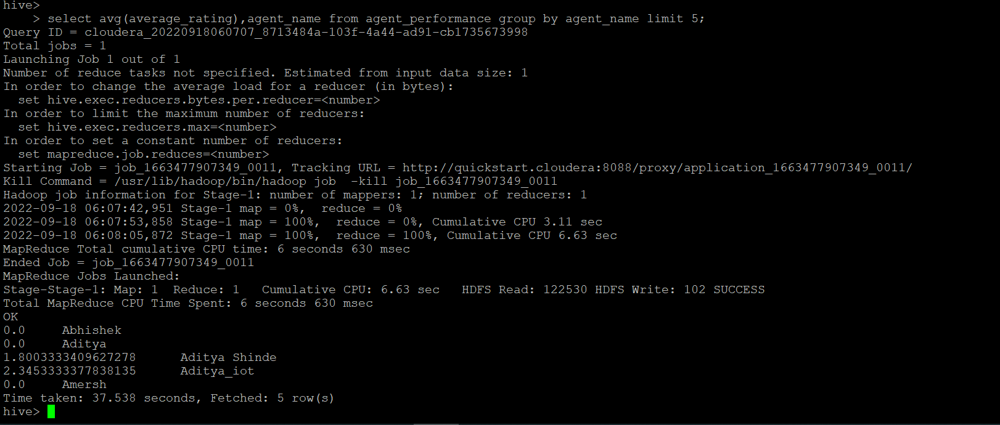 hive>
    > select avg(average_rating),agent_name from agent_performance group by agent_name limit 5;
Query ID = cloudera_20220918060707_8713484a-103f-4a44-ad91-cb1735673998
Total jobs = 1
Launching Job 1 out of 1
Number of reduce tasks not specified. Estimated from input data size: 1
In order to change the average load for a reducer (in bytes):
  set hive.exec.reducers.bytes.per.reducer=<number>
In order to limit the maximum number of reducers:
  set hive.exec.reducers.max=<number>
In order to set a constant number of reducers:
  set mapreduce.job.reduces=<number>
Starting Job = job_1663477907349_0011, Tracking URL = http://quickstart.cloudera:8088/proxy/application_1663477907349_0011/
Kill Command = /usr/lib/hadoop/bin/hadoop job  -kill job_1663477907349_0011
Hadoop job information for Stage-1: number of mappers: 1; number of reducers: 1
2022-09-18 06:07:42,951 Stage-1 map = 0%,  reduce = 0%
2022-09-18 06:07:53,858 Stage-1 map = 100%,  reduce = 0%, Cumulative CPU 3.11 sec
2022-09-18 06:08:05,872 Stage-1 map = 100%,  reduce = 100%, Cumulative CPU 6.63 sec
MapReduce Total cumulative CPU time: 6 seconds 630 msec
Ended Job = job_1663477907349_0011
MapReduce Jobs Launched:
Stage-Stage-1: Map: 1  Reduce: 1   Cumulative CPU: 6.63 sec   HDFS Read: 122530 HDFS Write: 102 SUCCESS
Total MapReduce CPU Time Spent: 6 seconds 630 msec
OK
0.0     Abhishek
0.0     Aditya
1.8003333409627278      Aditya Shinde
2.3453333377838135      Aditya_iot
0.0     Amersh
Time taken: 37.538 seconds, Fetched: 5 row(s)
hive>